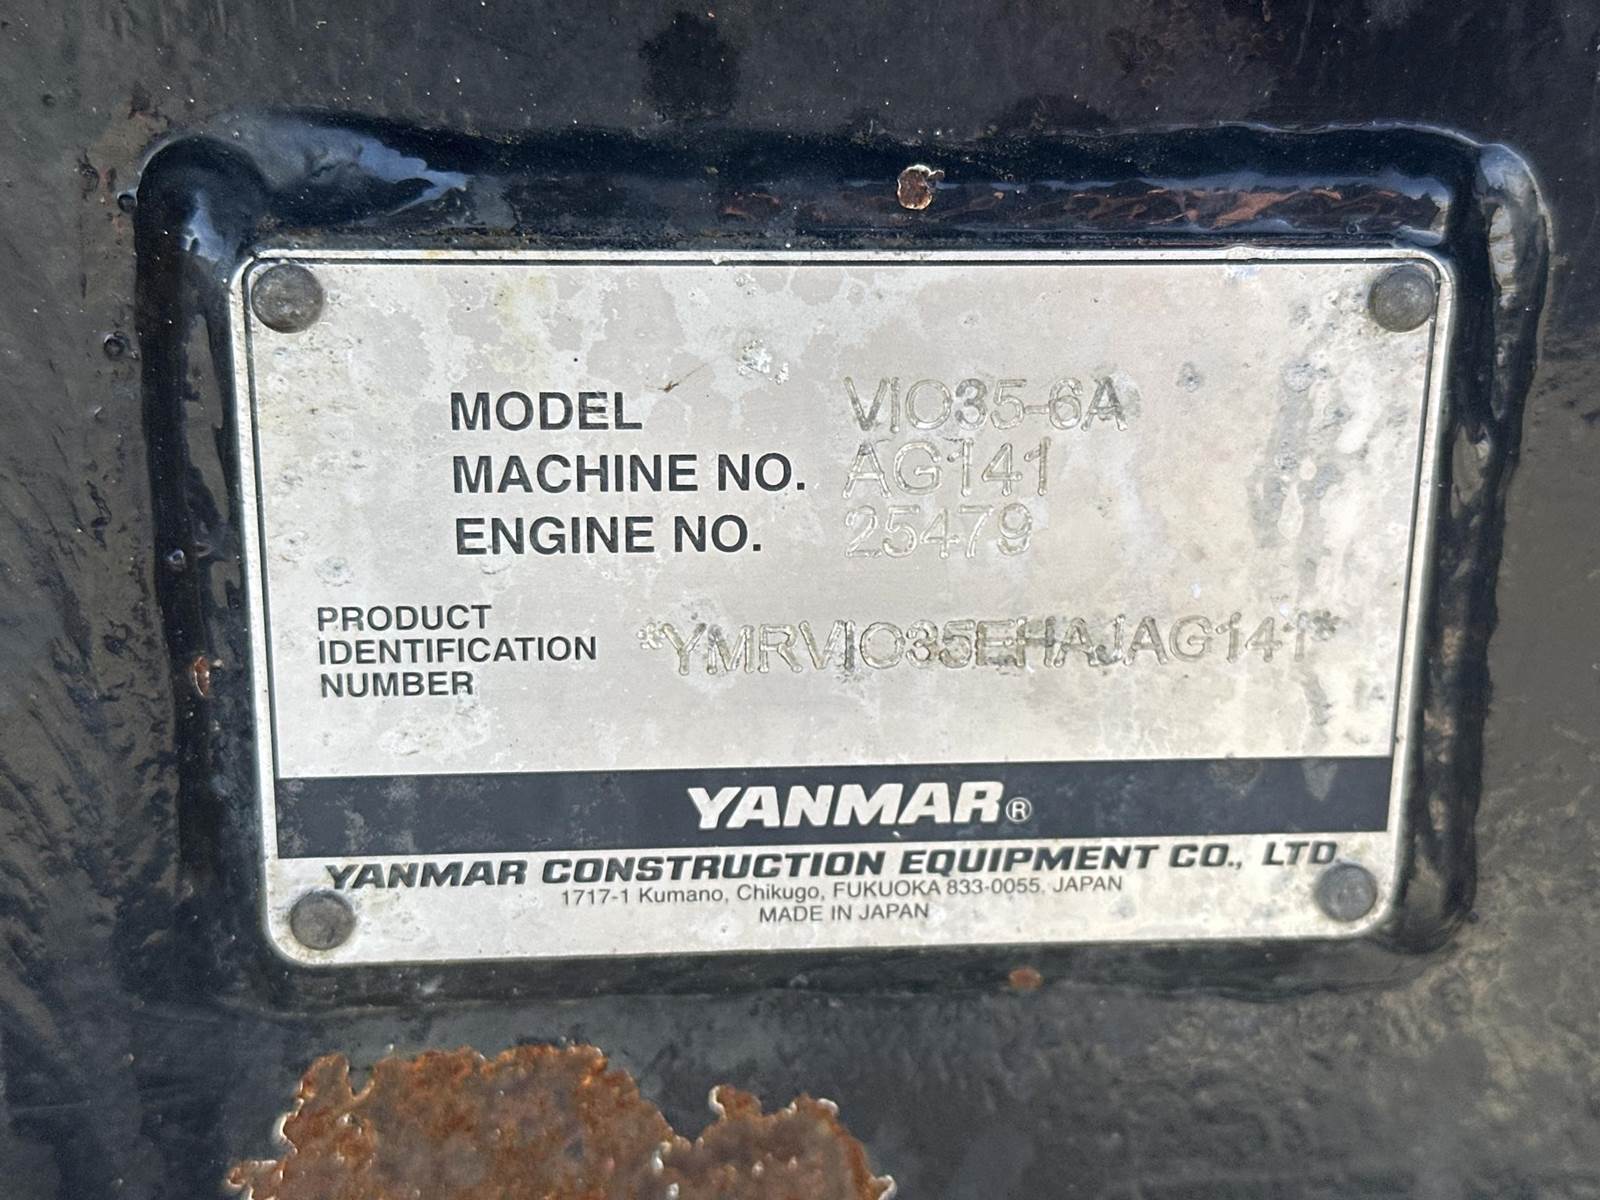 MODEL VIO35-6A
MACHINE NO. AG141
ENGINE NO. 25479
PRODUCT
IDENTIFICATION
NUMBER
*YMRVIO35EHAJAG141*
YANMAR®
YANMAR CONSTRUCTION EQUIPMENT CO., LTD.
1717-1 Kumano, Chikugo, FUKUOKA 833-0055. JAPAN
MADE IN JAPAN